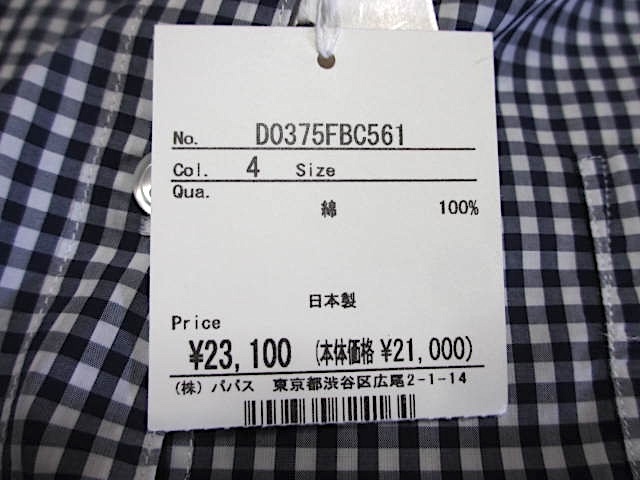 No. D0375FBC561
Col. 4 Size
Qua.
綿 100%
日本製
Price
¥23,100 (本体価格 ¥21,000)
(株) パパス 東京都渋谷区広尾2-1-14